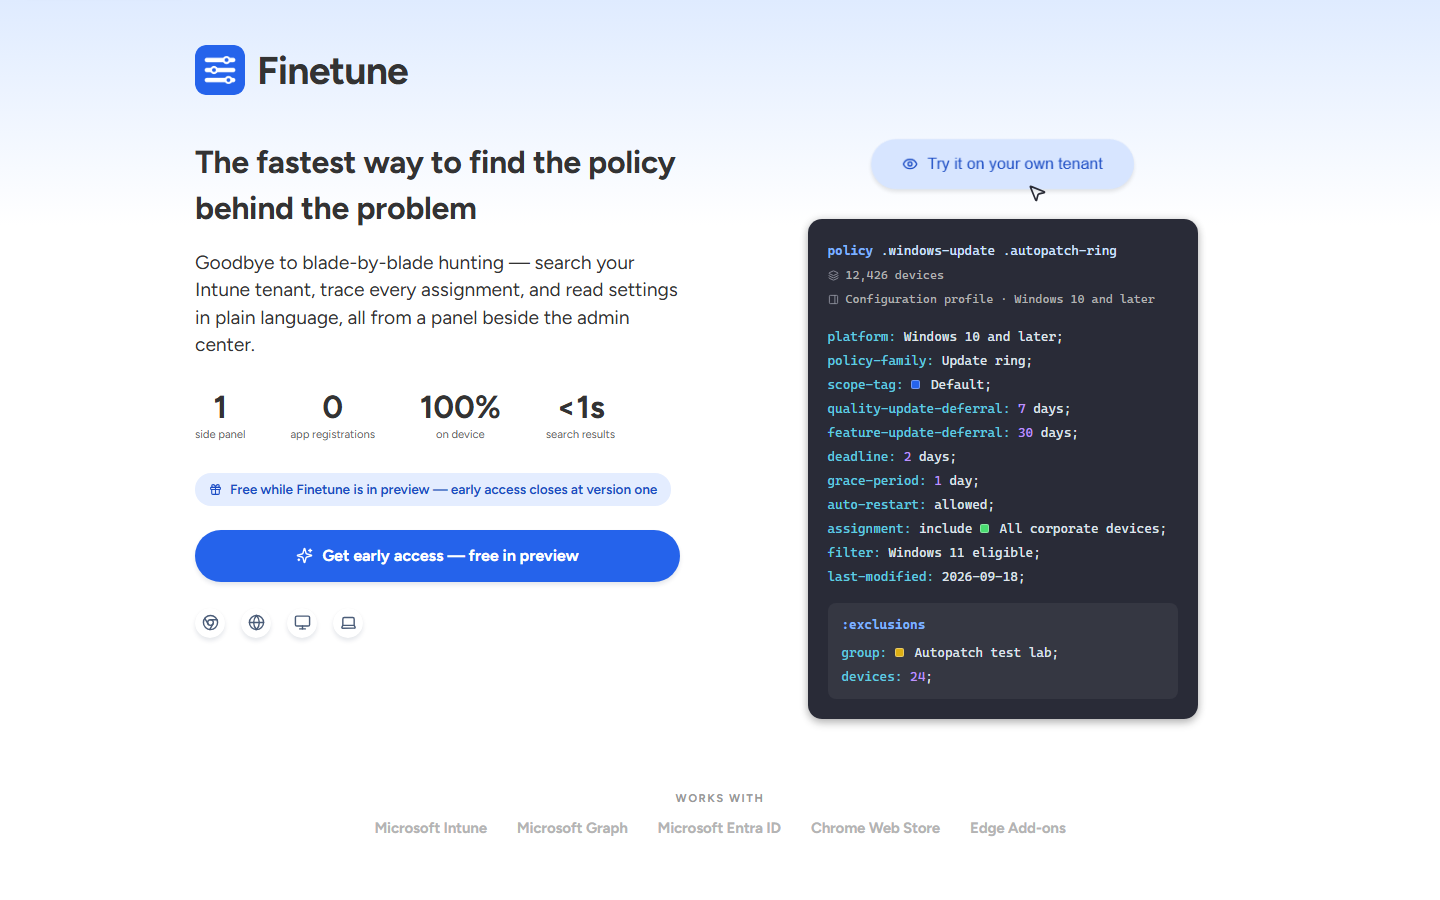 Finetune
The fastest way to find the policy
behind the problem
Goodbye to blade-by-blade hunting — search your
Intune tenant, trace every assignment, and read settings
in plain language, all from a panel beside the admin
center.
1
side panel
0
app registrations
100%
on device
<1s
search results
Free while Finetune is in preview — early access closes at version one
Get early access — free in preview
Try it on your own tenant
policy .windows-update .autopatch-ring
12,426 devices
Configuration profile · Windows 10 and later
platform: Windows 10 and later;
policy-family: Update ring;
scope-tag: Default;
quality-update-deferral: 7 days;
feature-update-deferral: 30 days;
deadline: 2 days;
grace-period: 1 day;
auto-restart: allowed;
assignment: include All corporate devices;
filter: Windows 11 eligible;
last-modified: 2026-09-18;
:exclusions
group: Autopatch test lab;
devices: 24;
WORKS WITH
Microsoft Intune Microsoft Graph Microsoft Entra ID Chrome Web Store Edge Add-ons